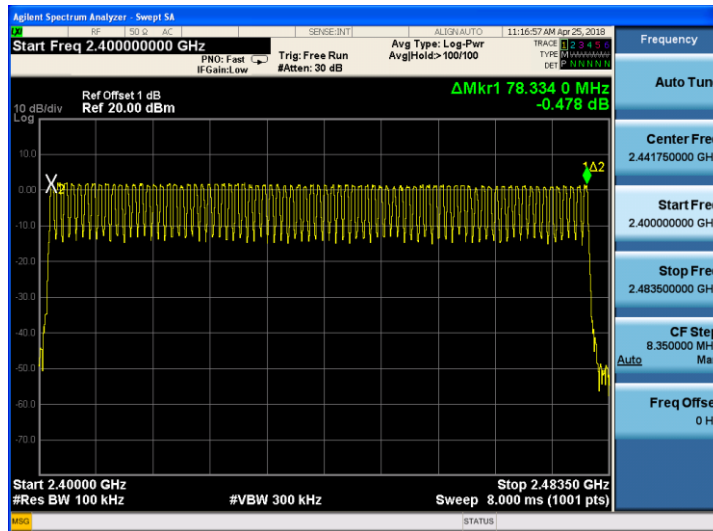 Agilent Spectrum Analyzer - Swept SA
LXI RF 50 Ω AC SENSE:INT ALIGNAUTO 11:16:57 AM Apr 25, 2018
Start Freq 2.400000000 GHz
PNO: Fast
IFGain:Low
Trig: Free Run
#Atten: 30 dB
Avg Type: Log-Pwr
Avg|Hold:>100/100
TRACE 1 2 3 4 5 6
TYPE M
DET P N N N N N
Frequency
Ref Offset 1 dB
10 dB/div Ref 20.00 dBm
Log
ΔMkr1 78.334 0 MHz
-0.478 dB
10.0
0.00
-10.0
-20.0
-30.0
-40.0
-50.0
-60.0
-70.0
X2
1Δ2
Start 2.40000 GHz
Stop 2.48350 GHz
#Res BW 100 kHz
#VBW 300 kHz
Sweep 8.000 ms (1001 pts)
Auto Tun
Center Fre
2.441750000 GH
Start Fre
2.400000000 GH
Stop Fre
2.483500000 GH
CF Step
8.350000 MH
Auto Ma
Freq Offse
0 H
MSG
STATUS